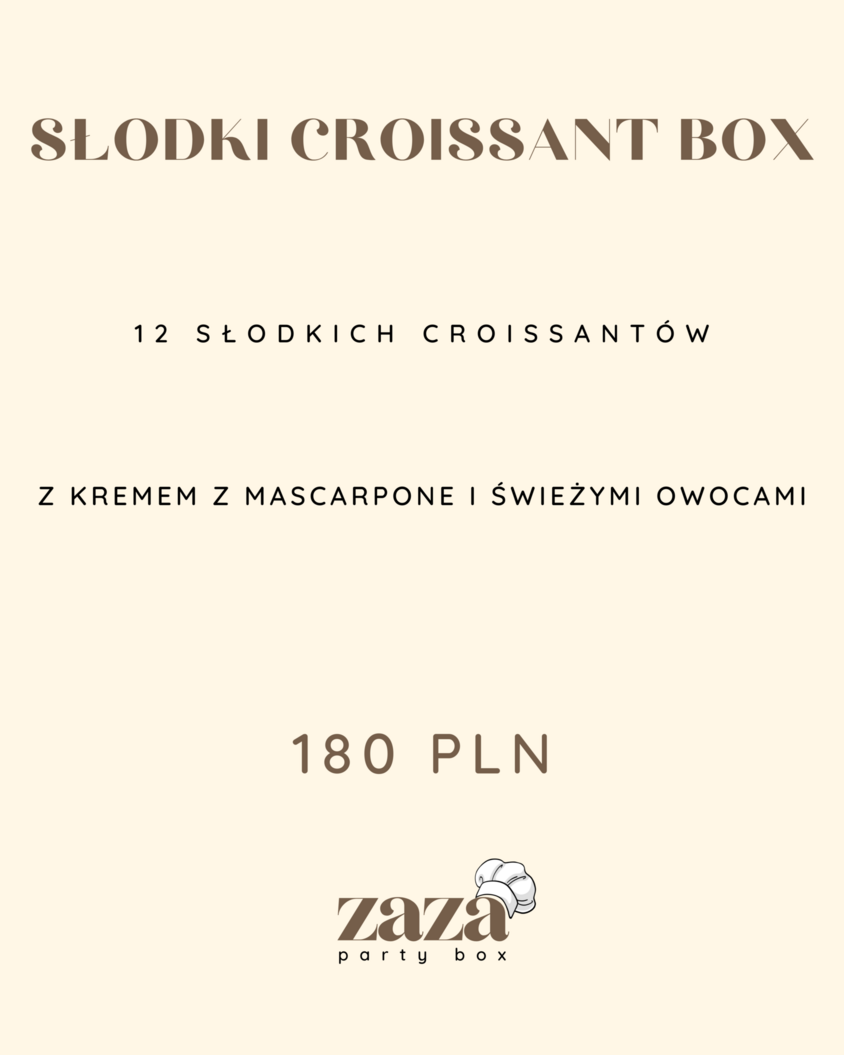 SŁODKI CROISSANT BOX
12 SŁODKICH CROISSANTÓW
Z KREMEM Z MASCARPONE I ŚWIEŻYMI OWOCAMI
180 PLN
zaza
party box